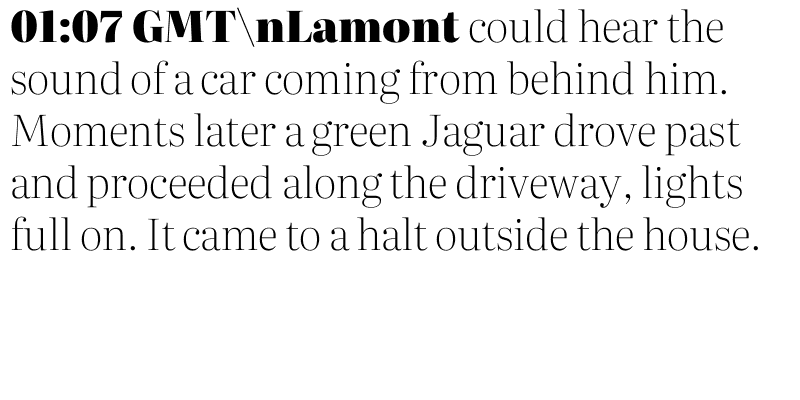 01:07 GMT\nLamont could hear the
sound of a car coming from behind him.
Moments later a green Jaguar drove past
and proceeded along the driveway, lights
full on. It came to a halt outside the house.